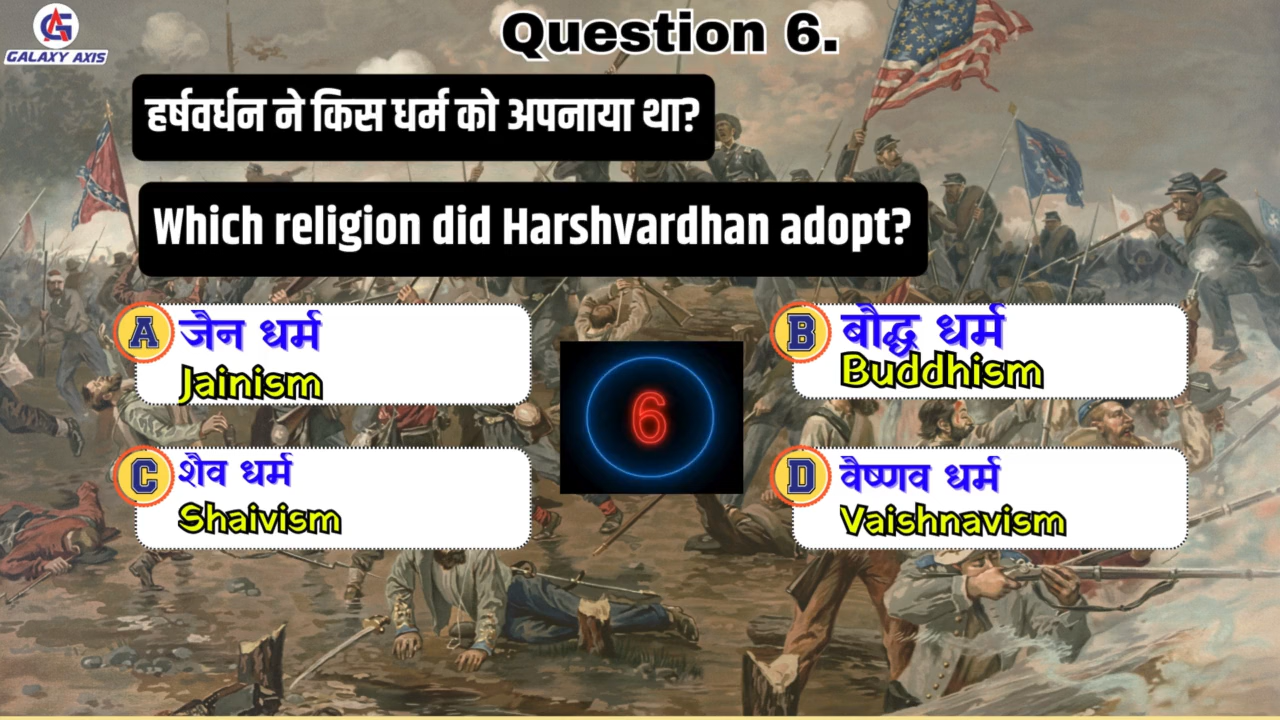 GALAXY AXIS
Question 6.
हर्षवर्धन ने किस धर्म को अपनाया था?
Which religion did Harshvardhan adopt?
A जैन धर्म
Jainism
B बौद्ध धर्म
Buddhism
6
C शैव धर्म
Shaivism
D वैष्णव धर्म
Vaishnavism